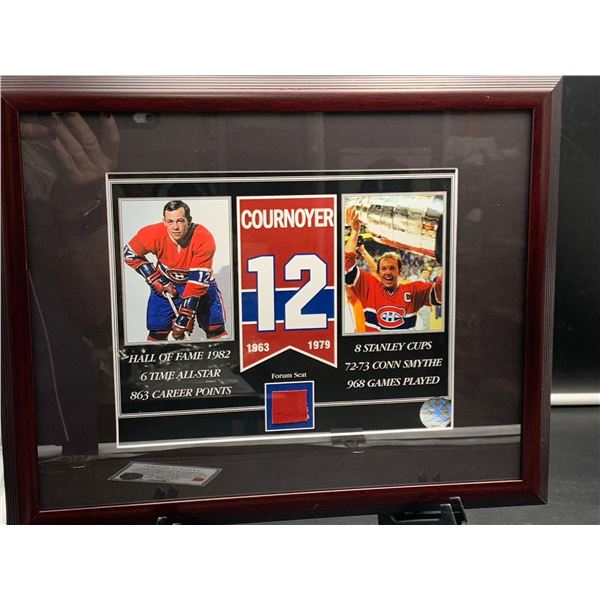 COURNOYER
12
1963 1979
12
C
HALL OF FAME 1982
6 TIME ALL-STAR
863 CAREER POINTS
8 STANLEY CUPS
72-73 CONN SMYTHE
968 GAMES PLAYED
Forum Seat